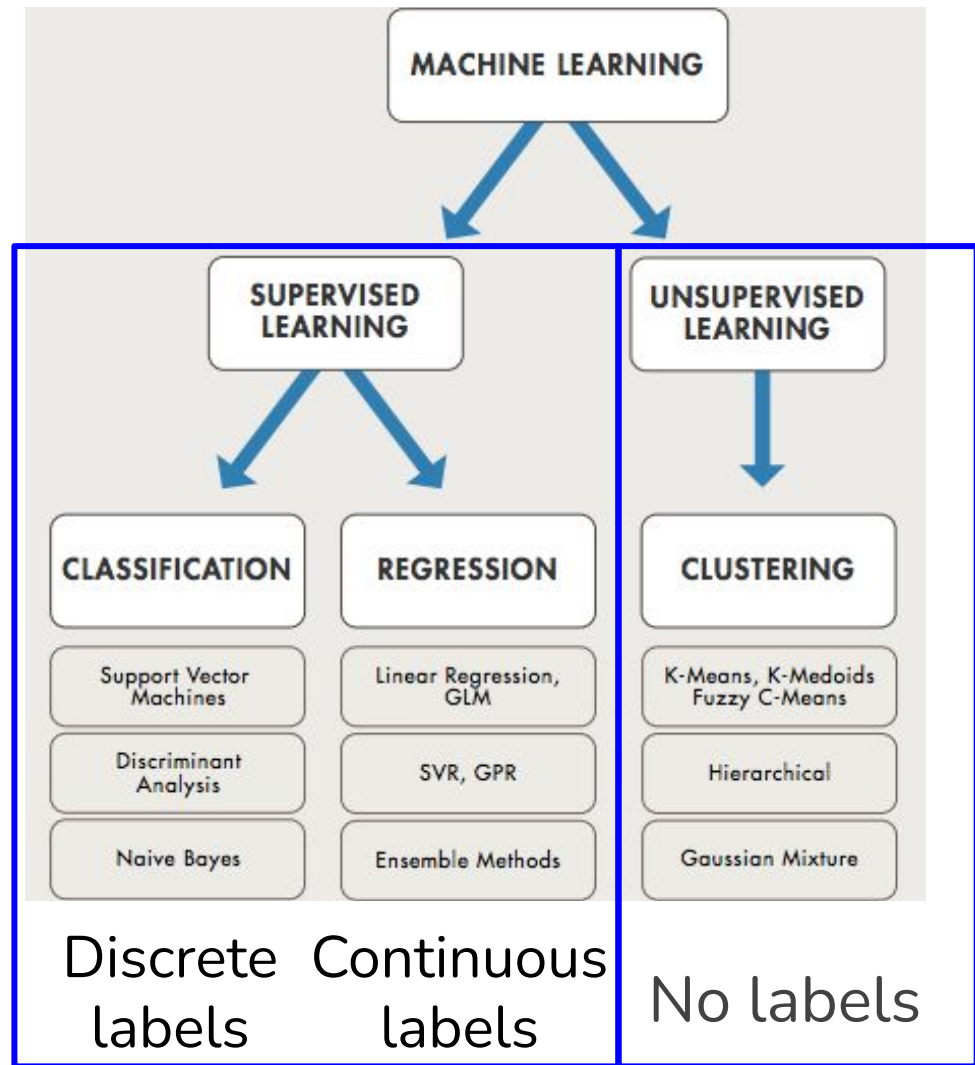 MACHINE LEARNING
SUPERVISED
LEARNING
UNSUPERVISED
LEARNING
CLASSIFICATION
REGRESSION
CLUSTERING
Support Vector
Machines
Linear Regression,
GLM
K-Means, K-Medoids
Fuzzy C-Means
Discriminant
Analysis
SVR, GPR
Hierarchical
Naive Bayes
Ensemble Methods
Gaussian Mixture
Discrete
labels
Continuous
labels
No labels